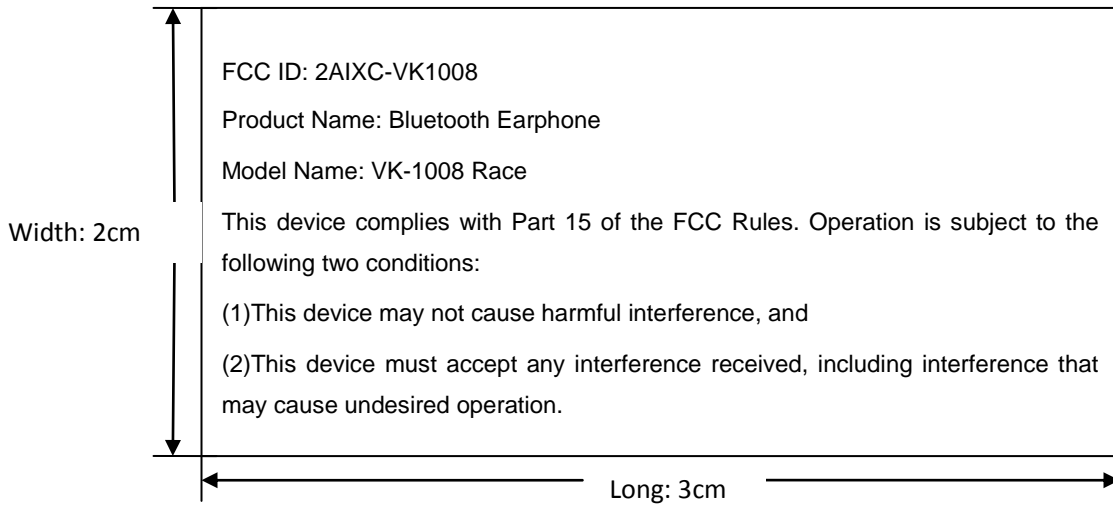 FCC ID: 2AIXC-VK1008
Product Name: Bluetooth Earphone
Model Name: VK-1008 Race
Width: 2cm
This device complies with Part 15 of the FCC Rules. Operation is subject to the
following two conditions:
(1)This device may not cause harmful interference, and
(2)This device must accept any interference received, including interference that
may cause undesired operation.
Long: 3cm